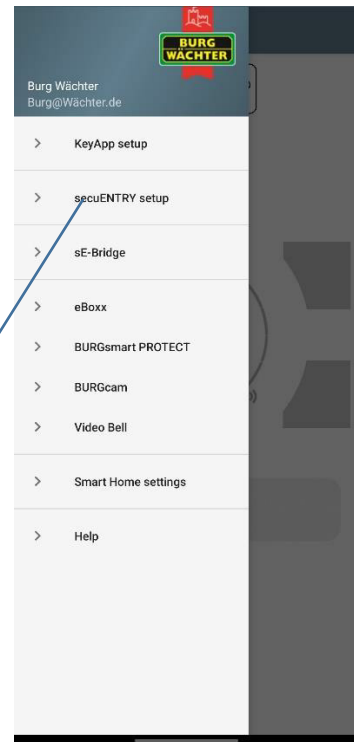 BURG
WÄCHTER
Burg Wächter
Burg@Wächter.de
KeyApp setup
secuENTRY setup
sE-Bridge
eBoxx
BURGsmart PROTECT
BURGcam
Video Bell
Smart Home settings
Help